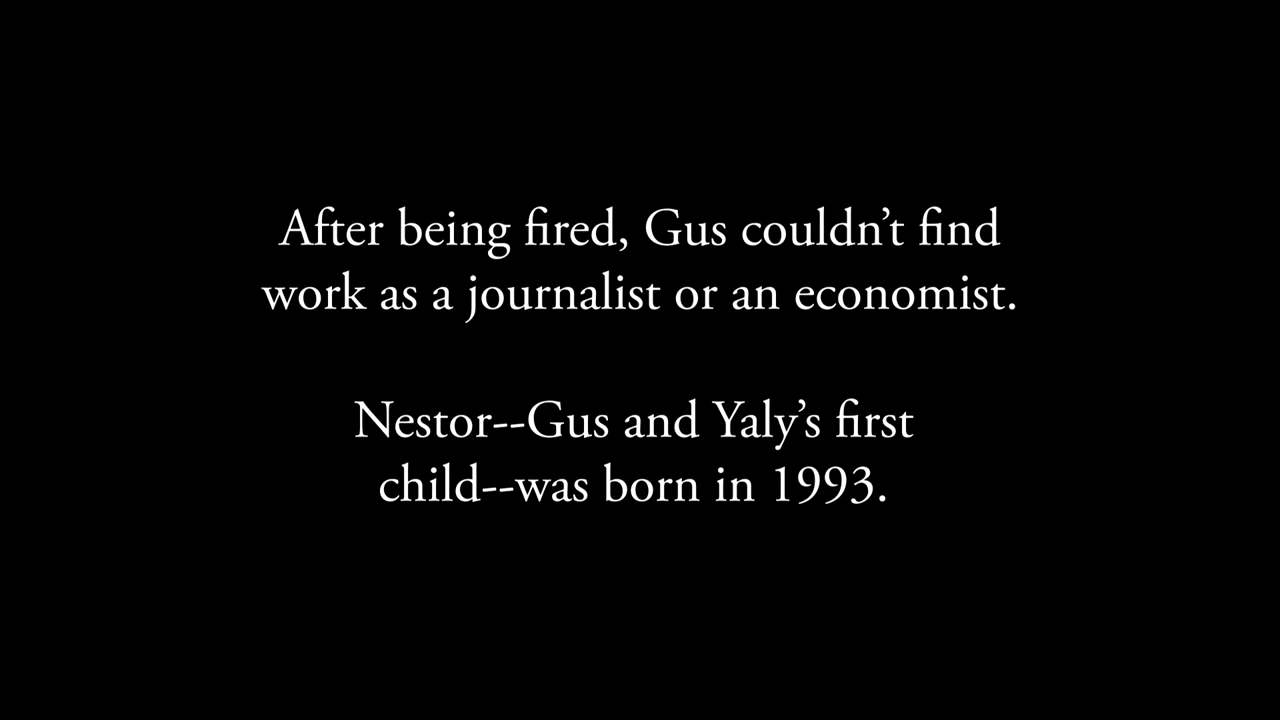 After being fired, Gus couldn’t find
work as a journalist or an economist.
Nestor--Gus and Yaly’s first
child--was born in 1993.